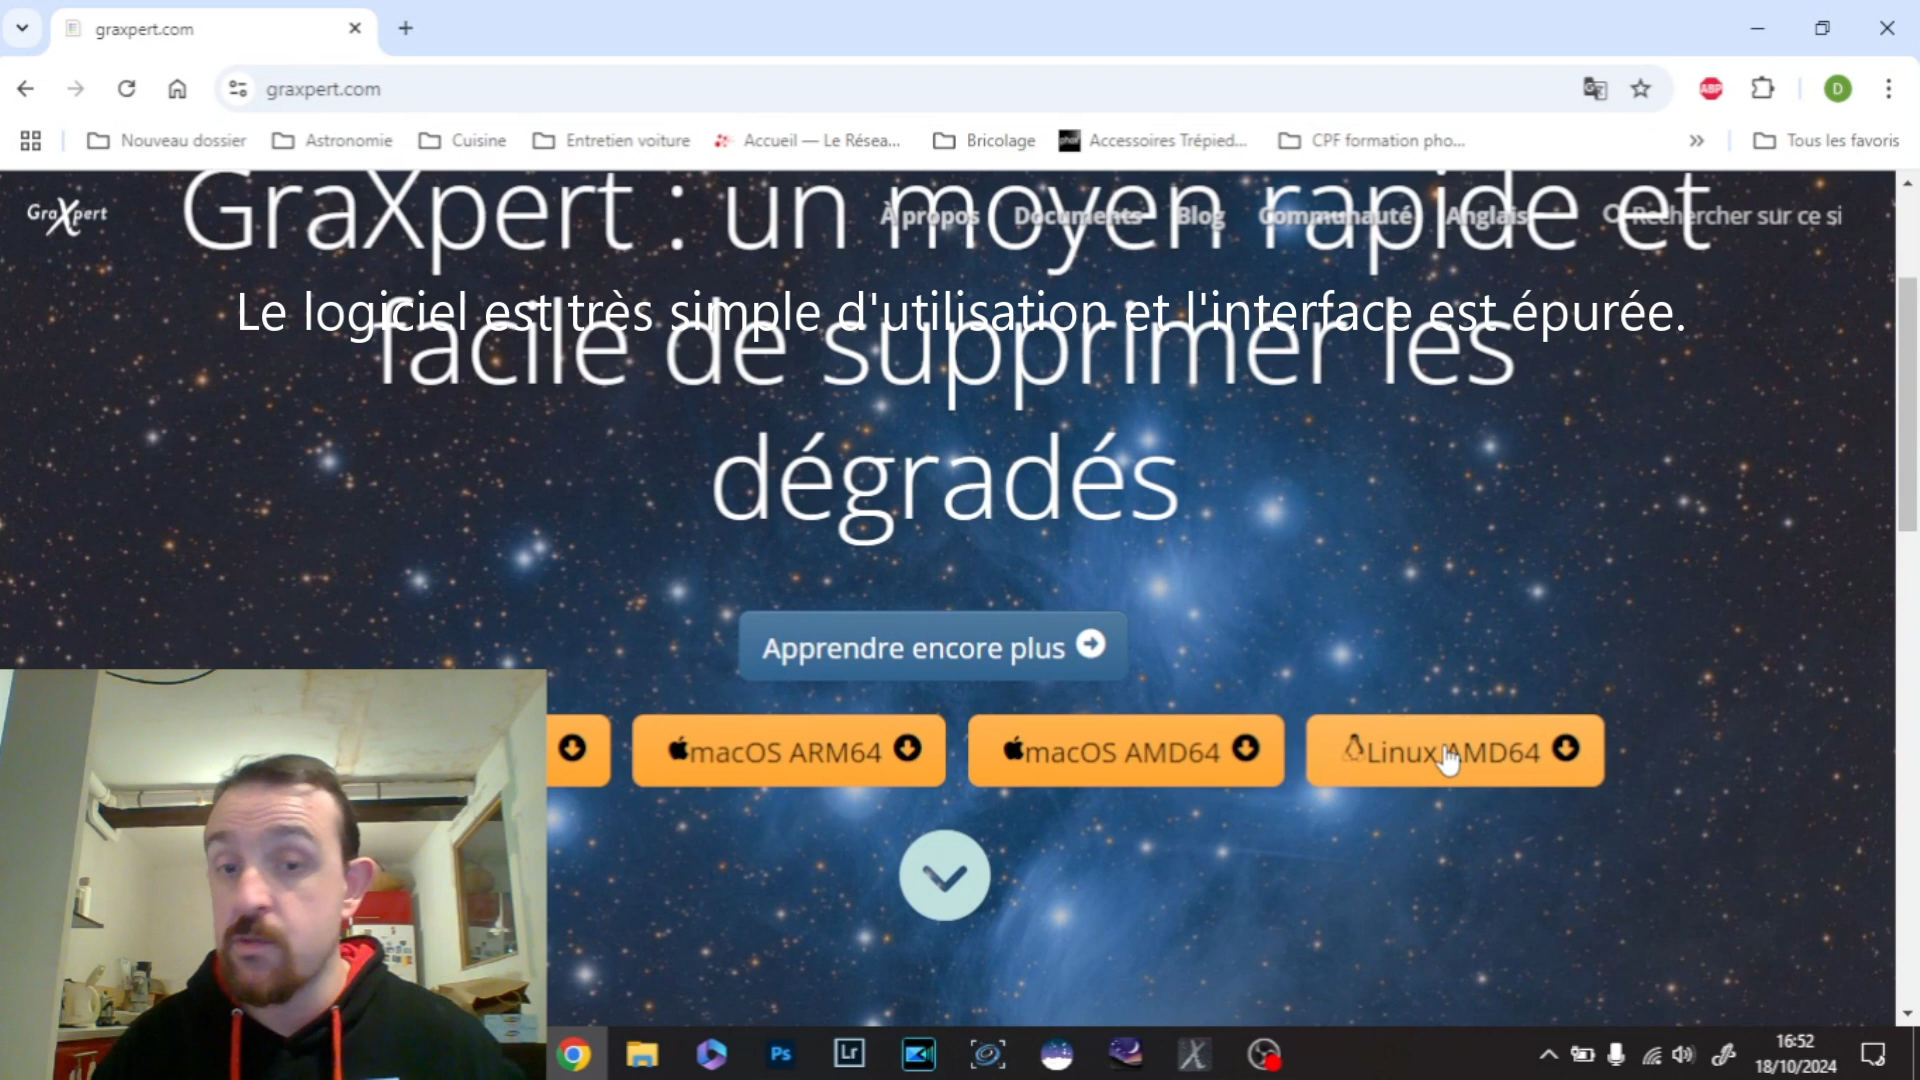 graxpert.com
graxpert.com
ABP
D
Nouveau dossier
Astronomie
Cuisine
Entretien voiture
Accueil — Le Résea...
Bricolage
Accessoires Trépied...
CPF formation pho...
Tous les favoris
GraXpert
À propos
Documents
Blog
Communauté
Anglais
Rechercher sur ce si
GraXpert : un moyen rapide et
Le logiciel est très simple d'utilisation et l'interface est épurée.
facile de supprimer les
dégradés
Apprendre encore plus
macOS ARM64
macOS AMD64
Linux AMD64
Ps
Lr
16:52
18/10/2024